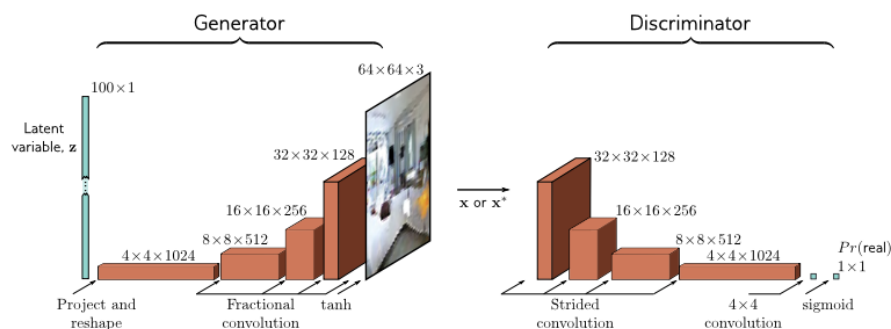 Generator
Discriminator
64×64×3
100×1
Latent
variable, z
32×32×128
16×16×256
8×8×512
4×4×1024
Project and
reshape
Fractional
convolution
tanh
x or x*
32×32×128
16×16×256
8×8×512
4×4×1024
Pr(real)
1×1
Strided
convolution
4×4
convolution
sigmoid